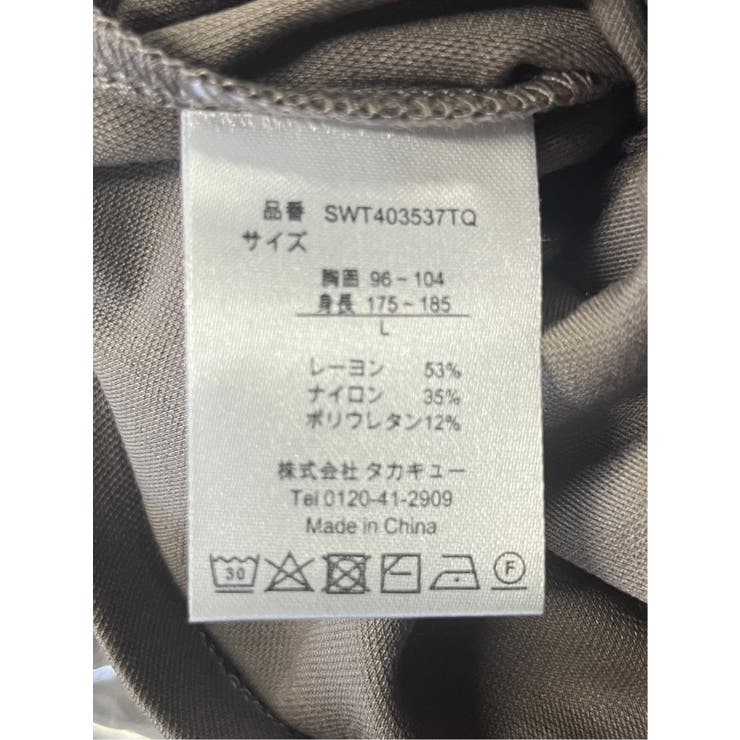 品番 SWT403537TQ
サイズ
胸囲 96~104
身長 175~185
L
レーヨン 53%
ナイロン 35%
ポリウレタン12%
株式会社 タカキュー
Tel 0120-41-2909
Made in China
30 F